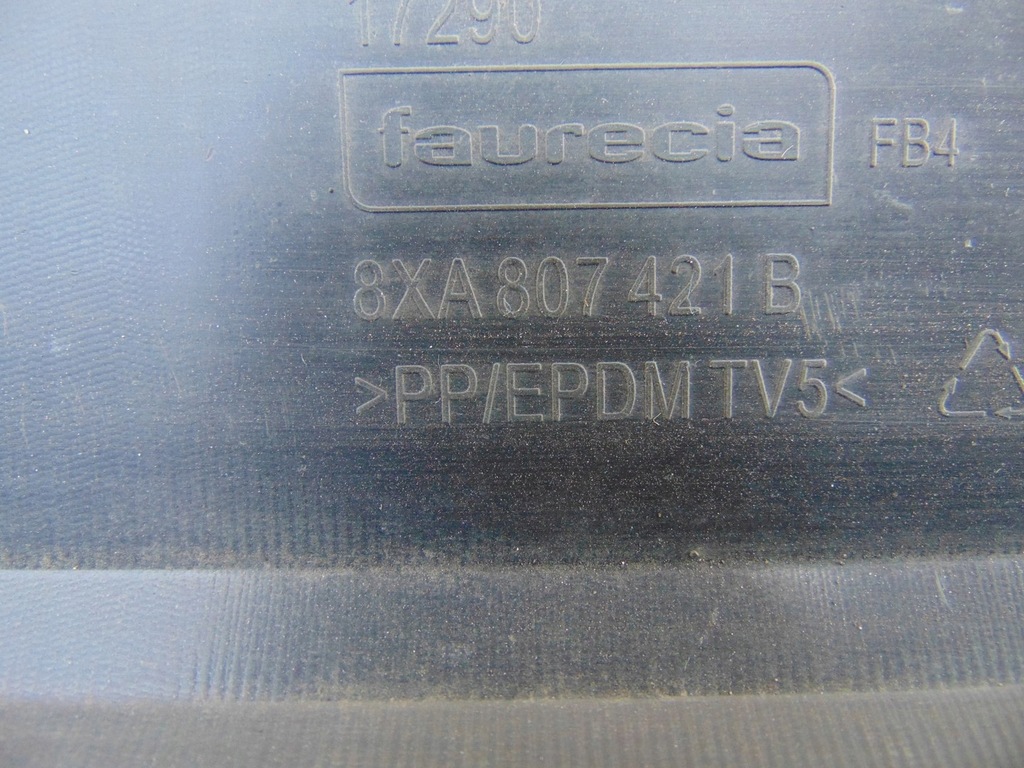 17290
faurecia FB4
8XA 807 421 B
>PP/EPDM TV5<